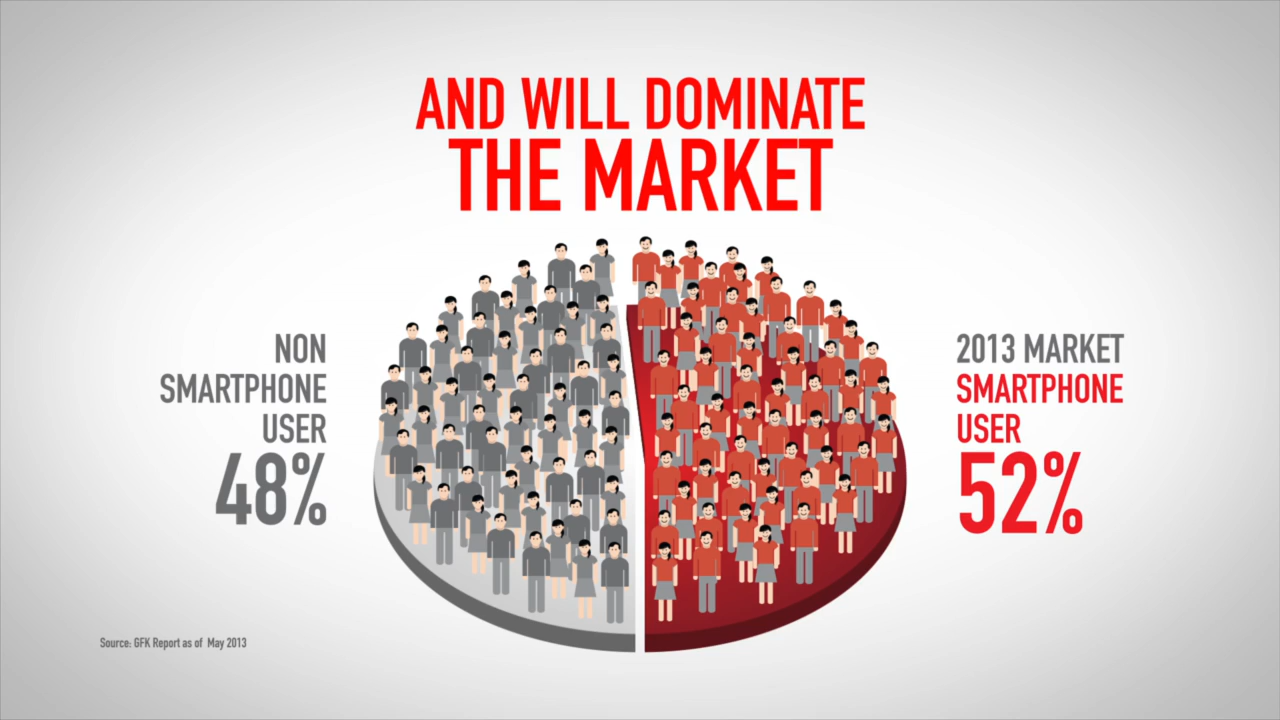 AND WILL DOMINATE
THE MARKET
NON
SMARTPHONE
USER
48%
2013 MARKET
SMARTPHONE
USER
52%
Source: GFK Report as of May 2013